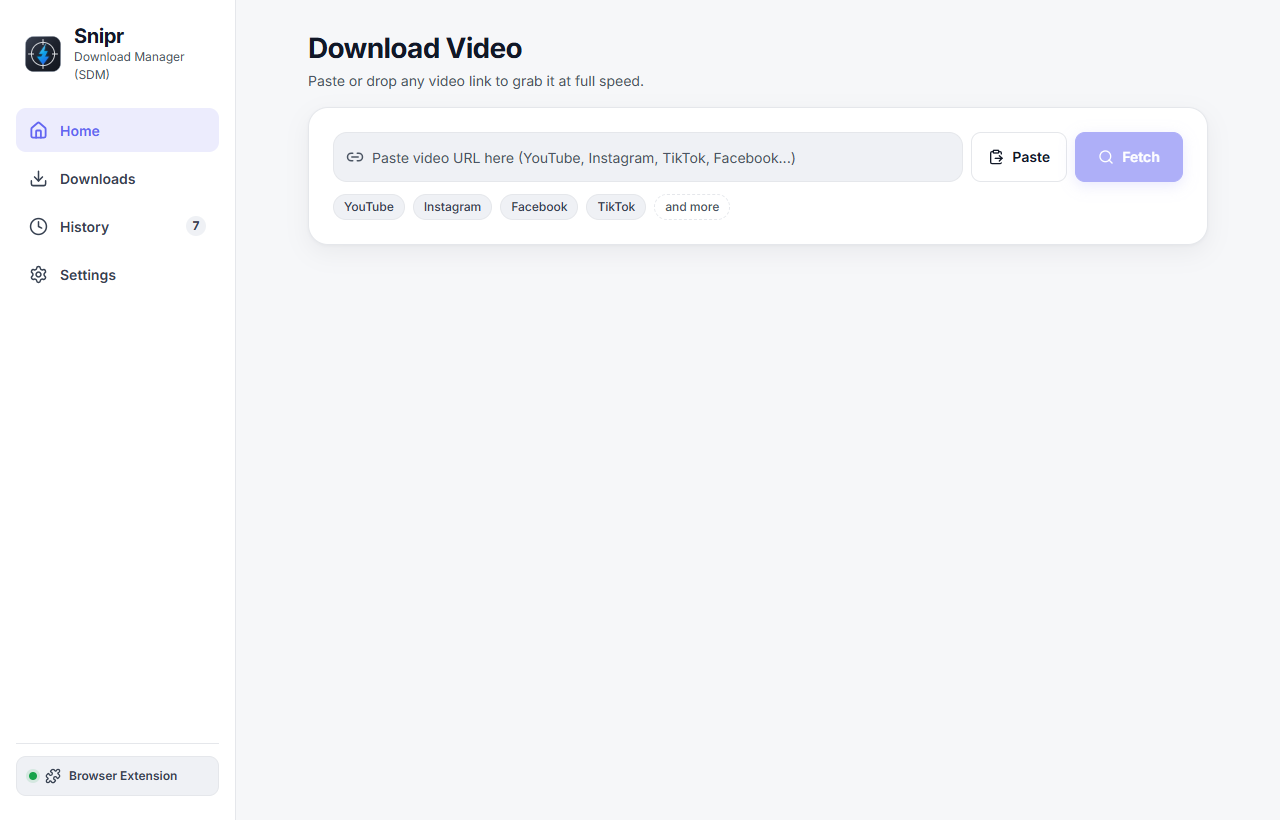 Snipr
Download Manager
(SDM)
Home
Downloads
History 7
Settings
Browser Extension
Download Video
Paste or drop any video link to grab it at full speed.
Paste video URL here (YouTube, Instagram, TikTok, Facebook...)
Paste
Fetch
YouTube Instagram Facebook TikTok and more